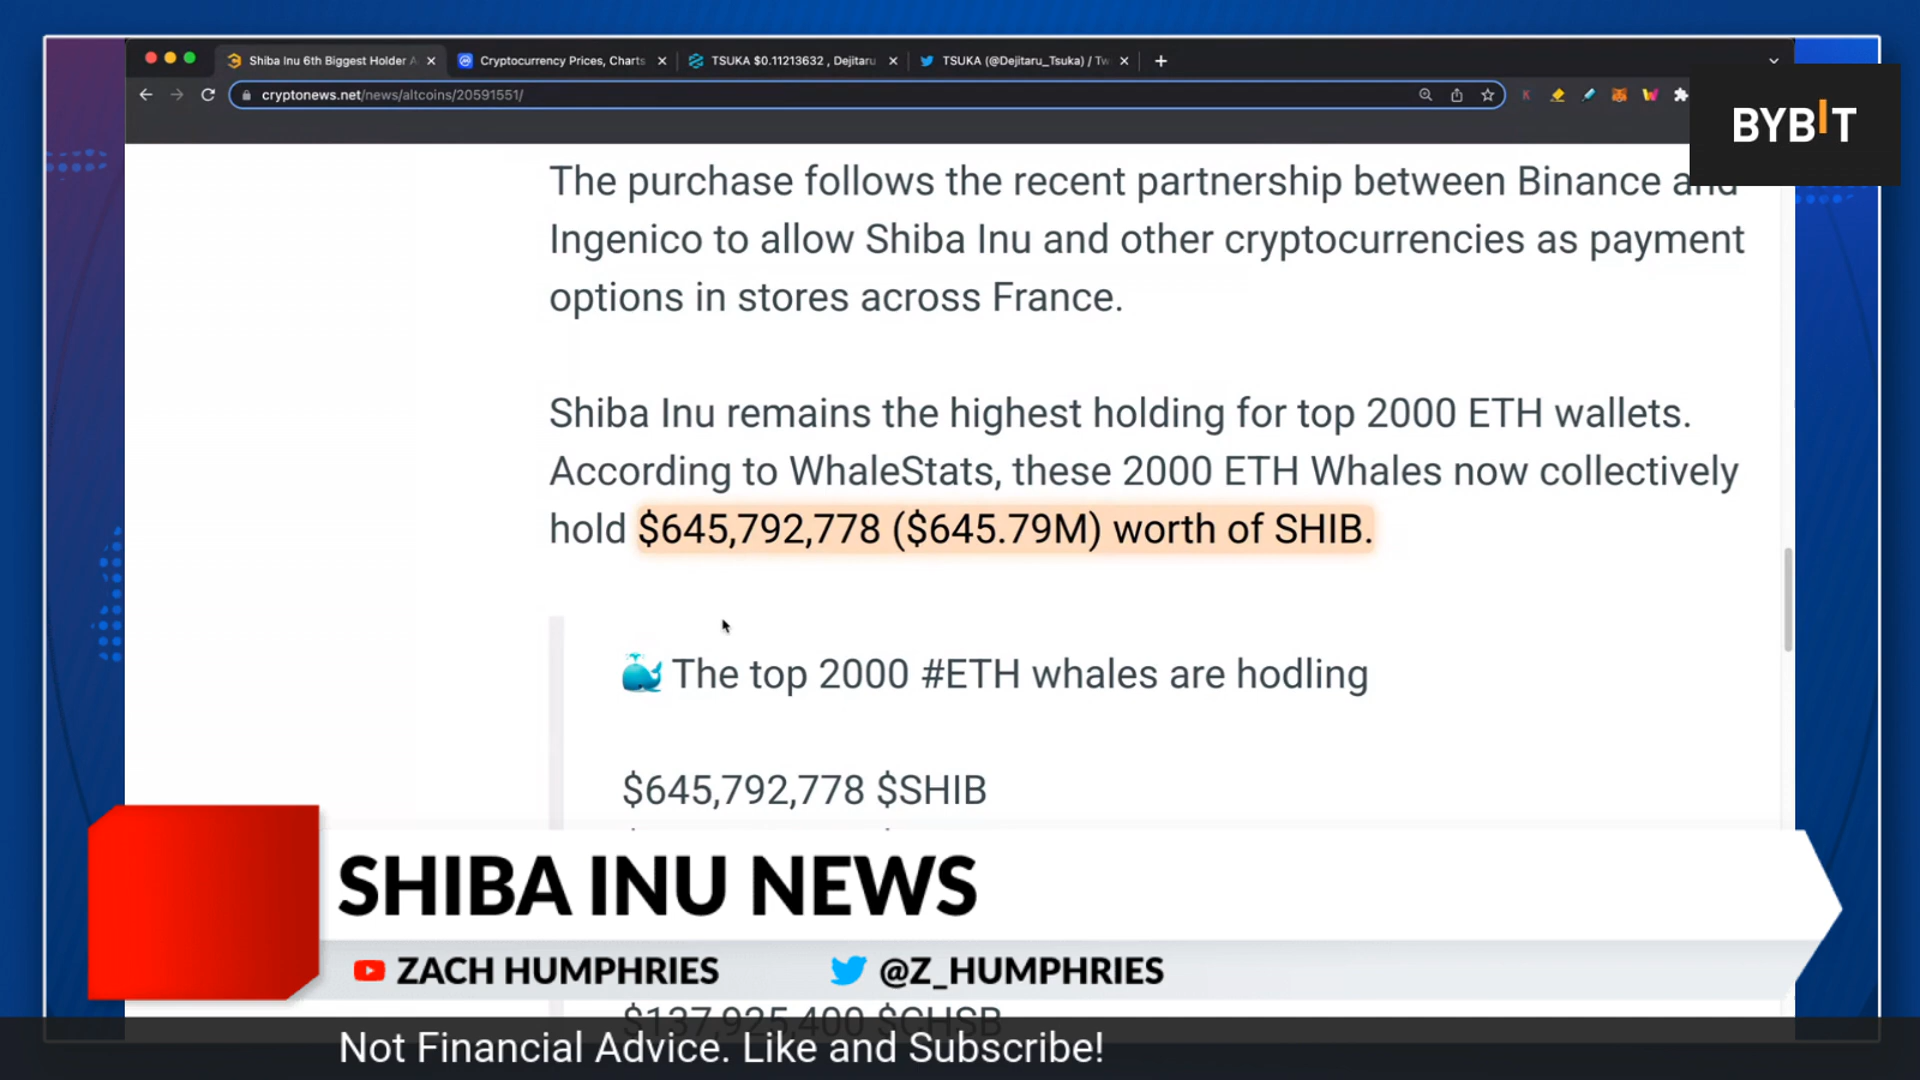 Shiba Inu 6th Biggest Holder A
Cryptocurrency Prices, Charts
TSUKA $0.11213632 , Dejitaru
TSUKA (@Dejitaru_Tsuka) / Tw
cryptonews.net/news/altcoins/20591551/
BYBIT
The purchase follows the recent partnership between Binance and
Ingenico to allow Shiba Inu and other cryptocurrencies as payment
options in stores across France.
Shiba Inu remains the highest holding for top 2000 ETH wallets.
According to WhaleStats, these 2000 ETH Whales now collectively
hold $645,792,778 ($645.79M) worth of SHIB.
The top 2000 #ETH whales are hodling
$645,792,778 $SHIB
SHIBA INU NEWS
ZACH HUMPHRIES
@Z_HUMPHRIES
$137,925,400 $CHSB
Not Financial Advice. Like and Subscribe!